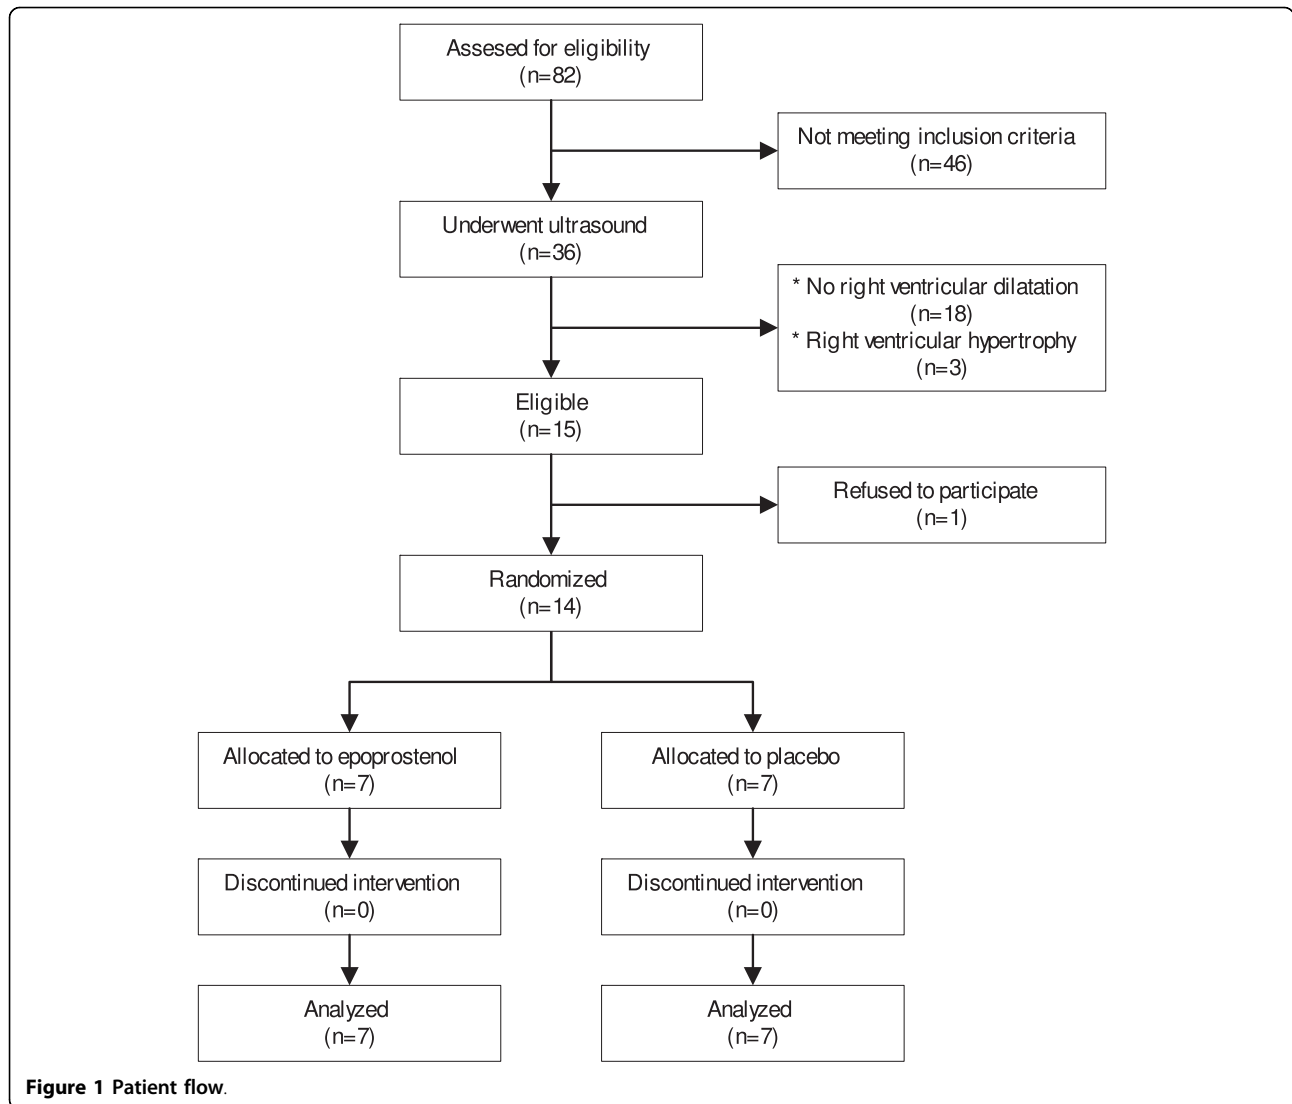 Assesed for eligibility
(n=82)
Not meeting inclusion criteria
(n=46)
Underwent ultrasound
(n=36)
* No right ventricular dilatation
(n=18)
* Right ventricular hypertrophy
(n=3)
Eligible
(n=15)
Refused to participate
(n=1)
Randomized
(n=14)
Allocated to epoprostenol
(n=7)
Allocated to placebo
(n=7)
Discontinued intervention
(n=0)
Discontinued intervention
(n=0)
Analyzed
(n=7)
Analyzed
(n=7)
Figure 1 Patient flow.